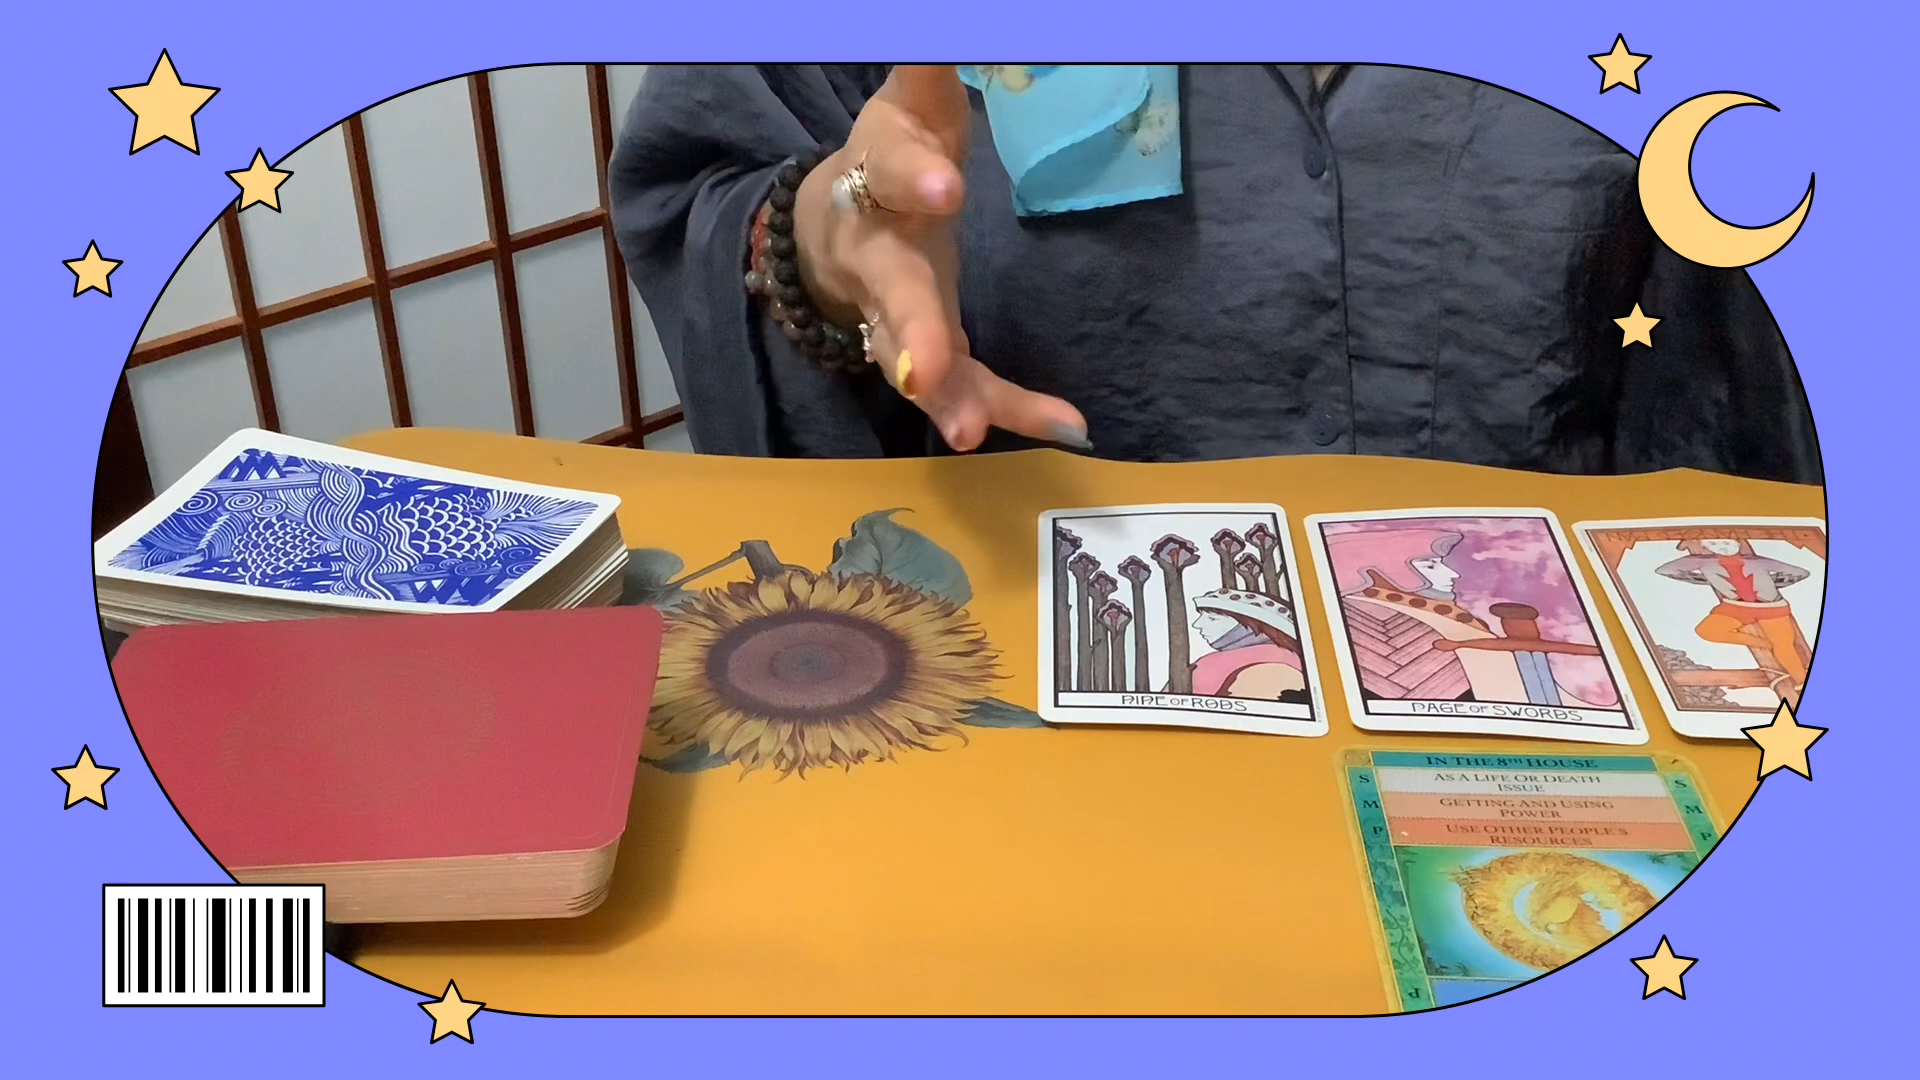 NINE OF RODS
PAGE OF SWORDS
IN THE 8TH HOUSE
AS A LIFE OR DEATH
ISSUE
GETTING AND USING
POWER
USE OTHER PEOPLE'S
RESOURCES
S
M
P
S
M
P
P